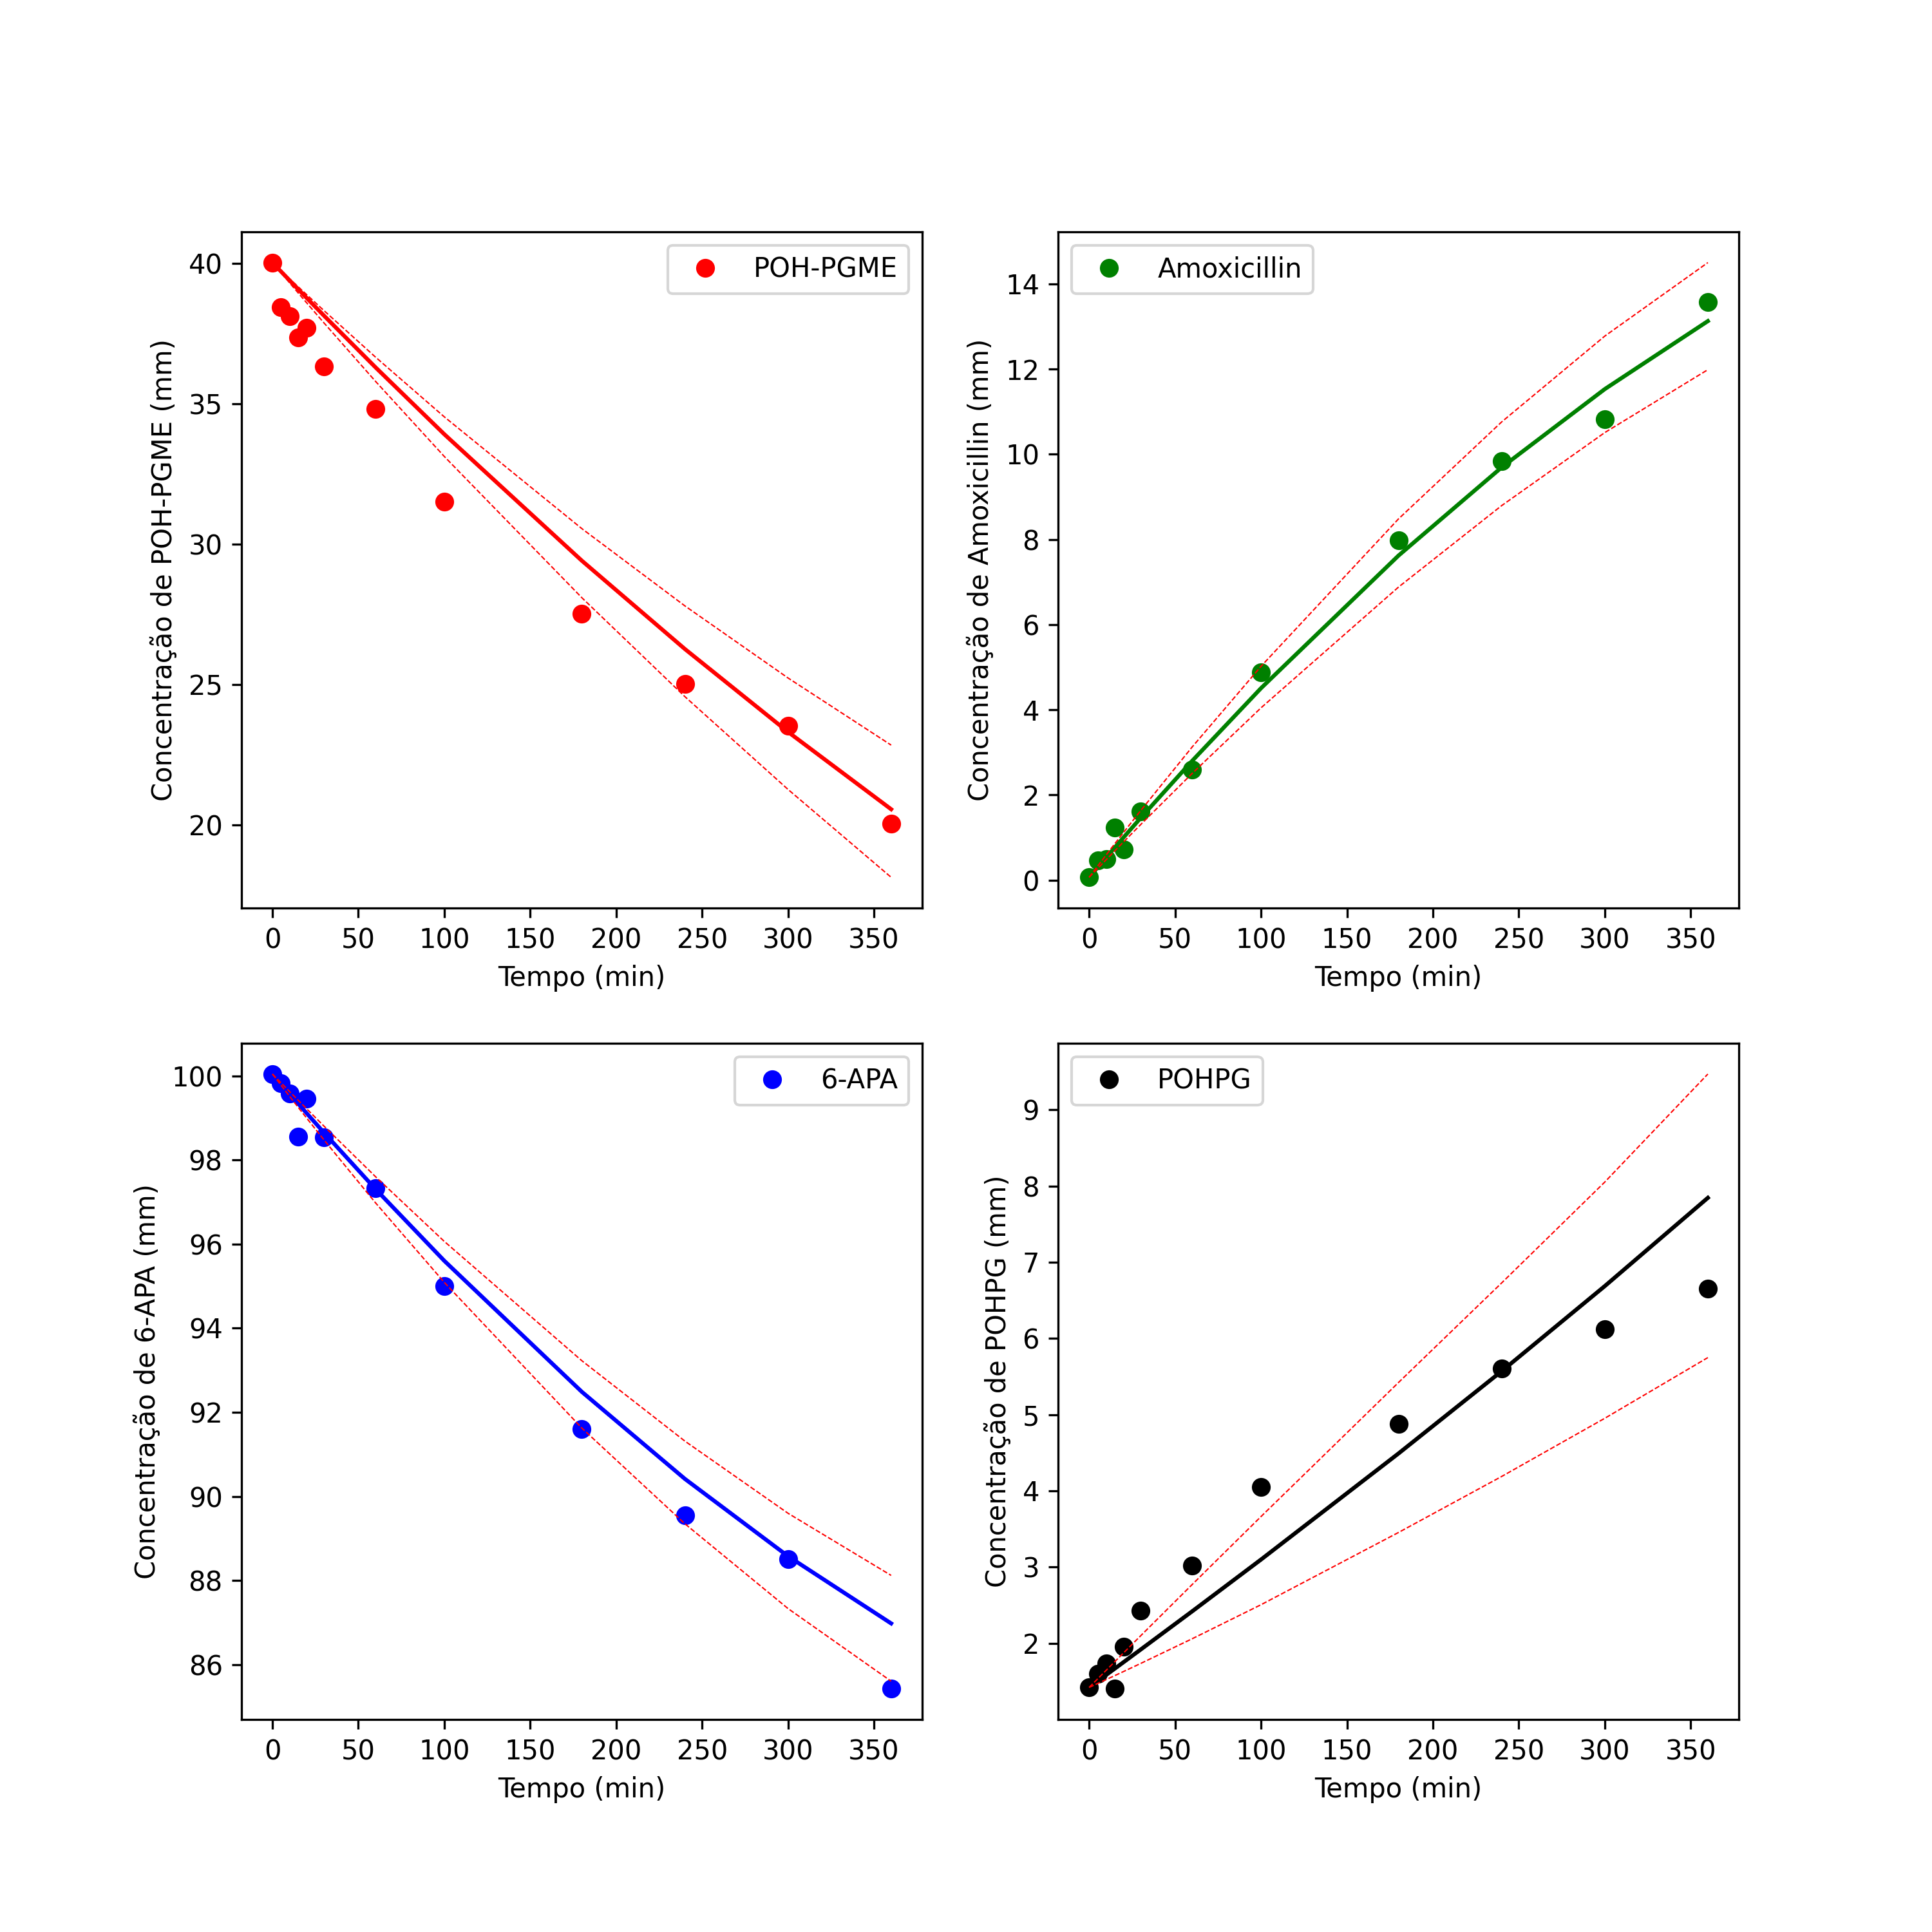 POH-PGME
Concentração de POH-PGME (mm)
40
35
30
25
20
0 50 100 150 200 250 300 350
Tempo (min)
Amoxicillin
Concentração de Amoxicillin (mm)
14
12
10
8
6
4
2
0
0 50 100 150 200 250 300 350
Tempo (min)
6-APA
Concentração de 6-APA (mm)
100
98
96
94
92
90
88
86
0 50 100 150 200 250 300 350
Tempo (min)
POHPG
Concentração de POHPG (mm)
9
8
7
6
5
4
3
2
0 50 100 150 200 250 300 350
Tempo (min)